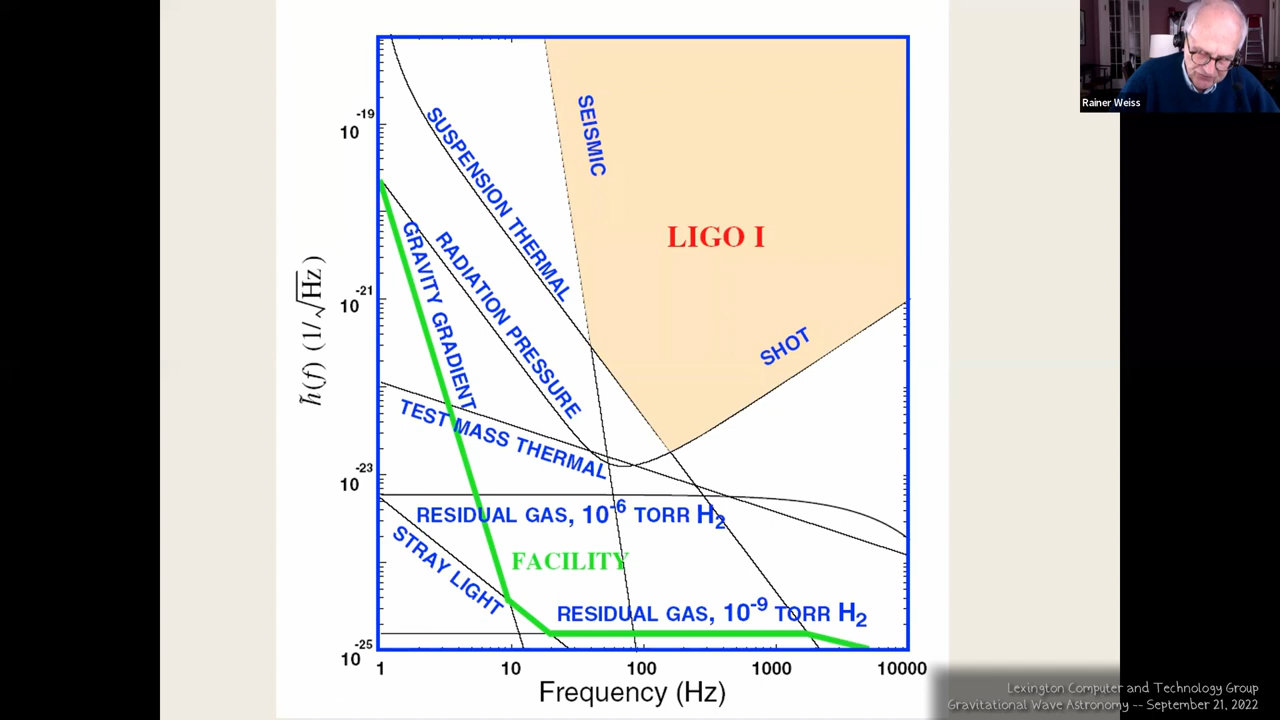 Rainer Weiss
10^-19
10^-21
10^-23
10^-25
h̃(f) (1/√Hz)
SEISMIC
SUSPENSION THERMAL
LIGO I
GRAVITY GRADIENT
RADIATION PRESSURE
SHOT
TEST MASS THERMAL
RESIDUAL GAS, 10^-6 TORR H₂
STRAY LIGHT
FACILITY
RESIDUAL GAS, 10^-9 TORR H₂
1 10 100 1000 10000
Frequency (Hz)
Lexington Computer and Technology Group
Gravitational Wave Astronomy -- September 21, 2022